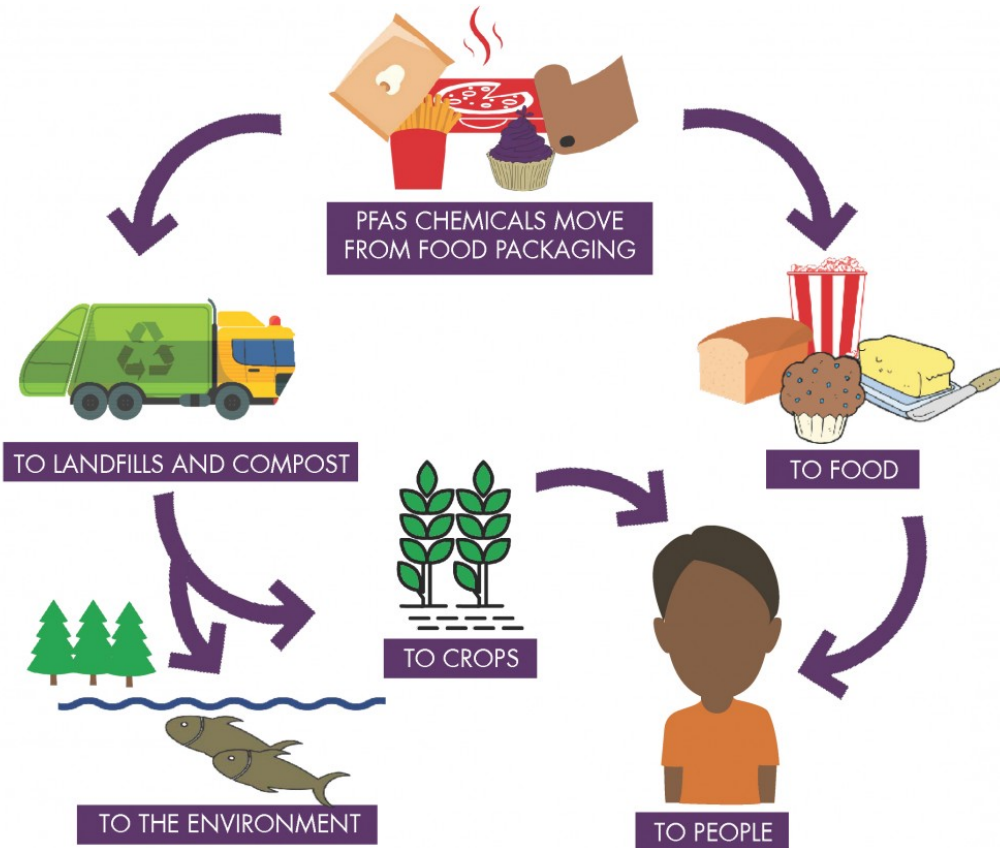 PFAS CHEMICALS MOVE
FROM FOOD PACKAGING
TO LANDFILLS AND COMPOST
TO FOOD
TO CROPS
TO THE ENVIRONMENT
TO PEOPLE